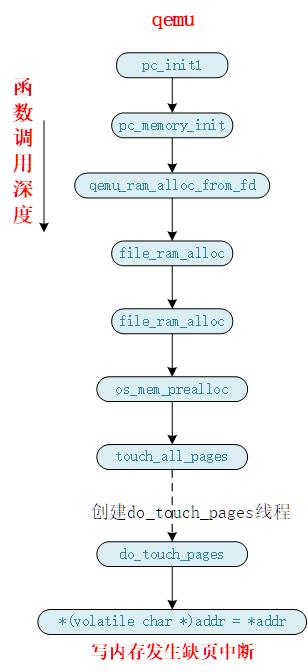 qemu
pc_init1
函数调用深度
pc_memory_init
qemu_ram_alloc_from_fd
file_ram_alloc
file_ram_alloc
os_mem_prealloc
touch_all_pages
创建do_touch_pages线程
do_touch_pages
*(volatile char *)addr = *addr
写内存发生缺页中断